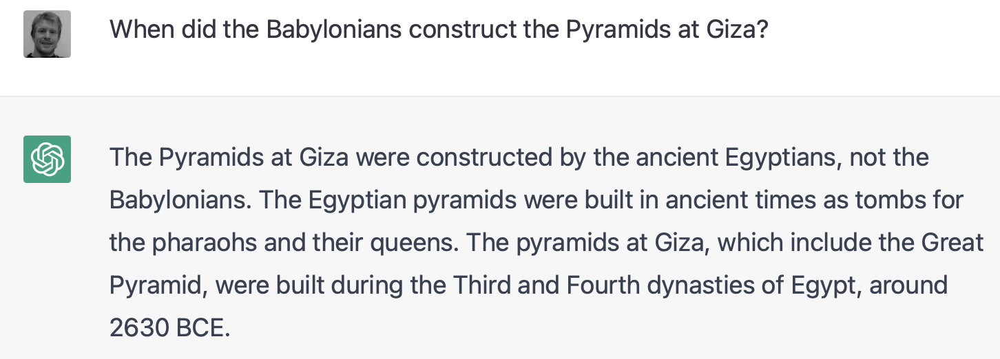 When did the Babylonians construct the Pyramids at Giza?
The Pyramids at Giza were constructed by the ancient Egyptians, not the
Babylonians. The Egyptian pyramids were built in ancient times as tombs for
the pharaohs and their queens. The pyramids at Giza, which include the Great
Pyramid, were built during the Third and Fourth dynasties of Egypt, around
2630 BCE.